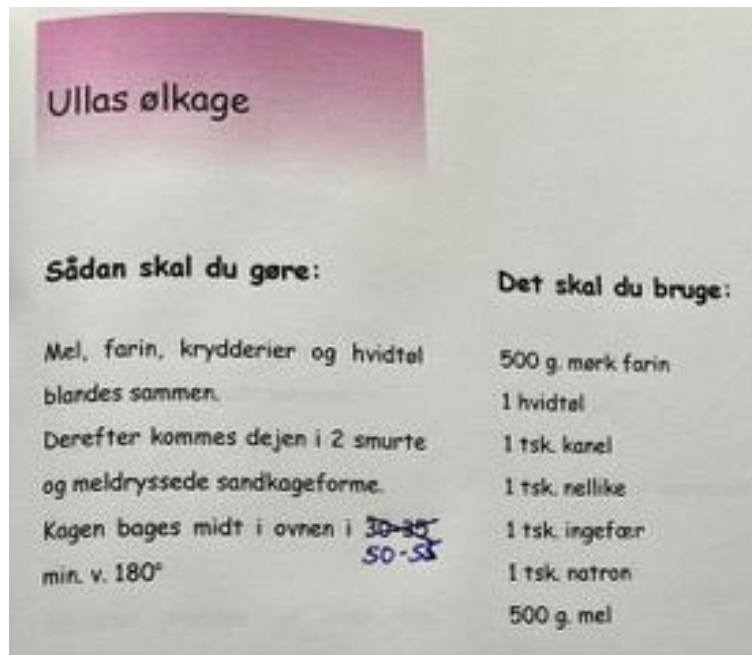 Ullas ølkage
Sådan skal du gøre:
Mel, farin, krydderier og hvidtøl
blandes sammen.
Derefter kommes dejen i 2 smurte
og meldryssede sandkageforme.
Kagen bages midt i ovnen i 30-35
50-55
min. v. 180°
Det skal du bruge:
500 g. mørk farin
1 hvidtøl
1 tsk. kanel
1 tsk. nellike
1 tsk. ingefær
1 tsk. natron
500 g. mel